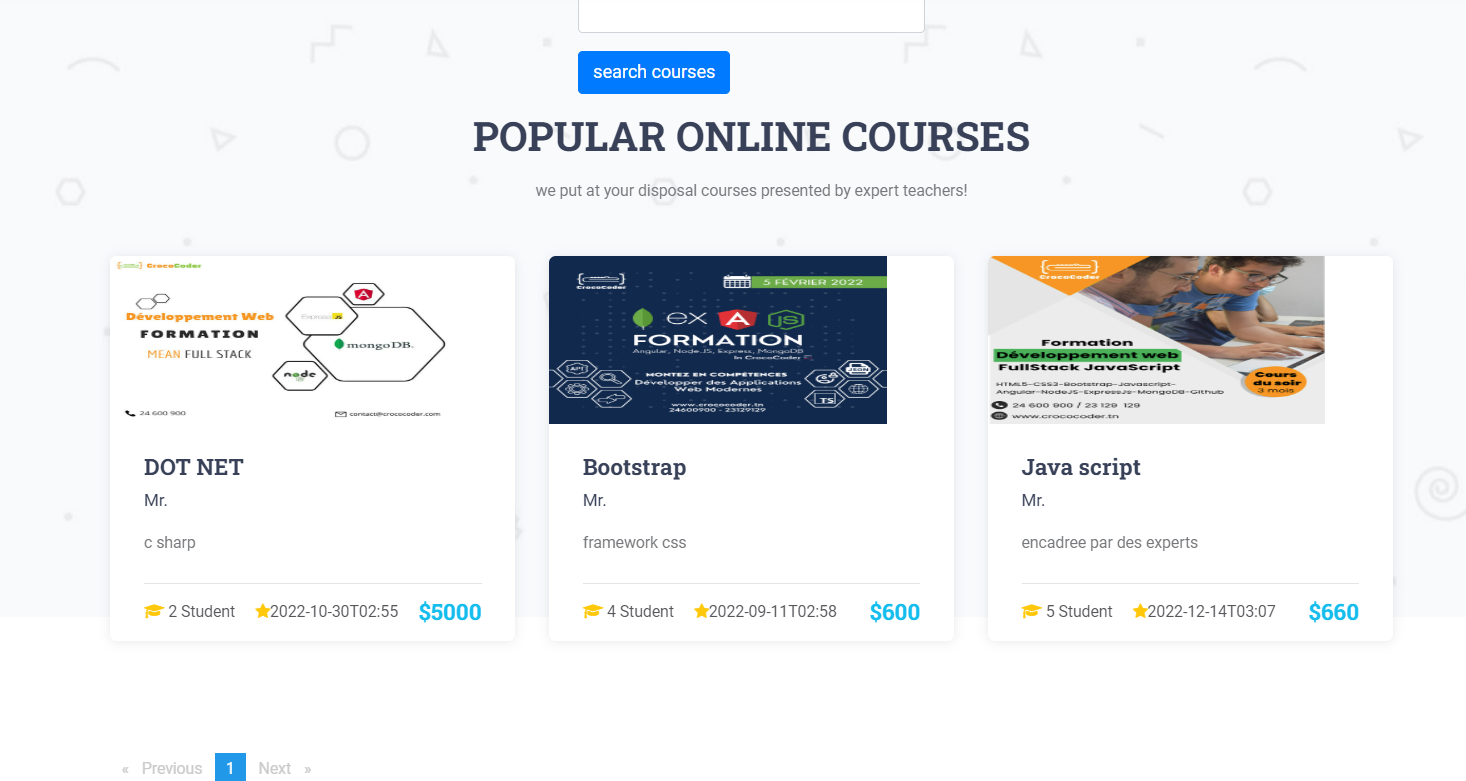 search courses
POPULAR ONLINE COURSES
we put at your disposal courses presented by expert teachers!
CrocoCoder
Développement Web
FORMATION
MEAN FULL STACK
Express JS
mongoDB.
node
24 600 900
contact@crococoder.com
DOT NET
Mr.
c sharp
2 Student
2022-10-30T02:55
$5000
CrocoCoder
5 FÉVRIER 2022
ex
JS
FORMATION
Angular, Node.JS, Express, MongoDB
In CrocoCoder
MONTEZ EN COMPÉTENCES
Développer des Applications
Web Modernes
API
JSON
TS
www.crococoder.tn
24600900 - 23129129
Bootstrap
Mr.
framework css
4 Student
2022-09-11T02:58
$600
CrocoCoder
Formation
Développement web
FullStack JavaScript
HTML5-CSS3-Bootstrap-Javascript-
Angular-NodeJS-ExpressJs-MongoDB-Github
Cours
du soir
3 mois
24 600 900 / 23 129 129
www.crococoder.tn
Java script
Mr.
encadree par des experts
5 Student
2022-12-14T03:07
$660
« Previous 1 Next »